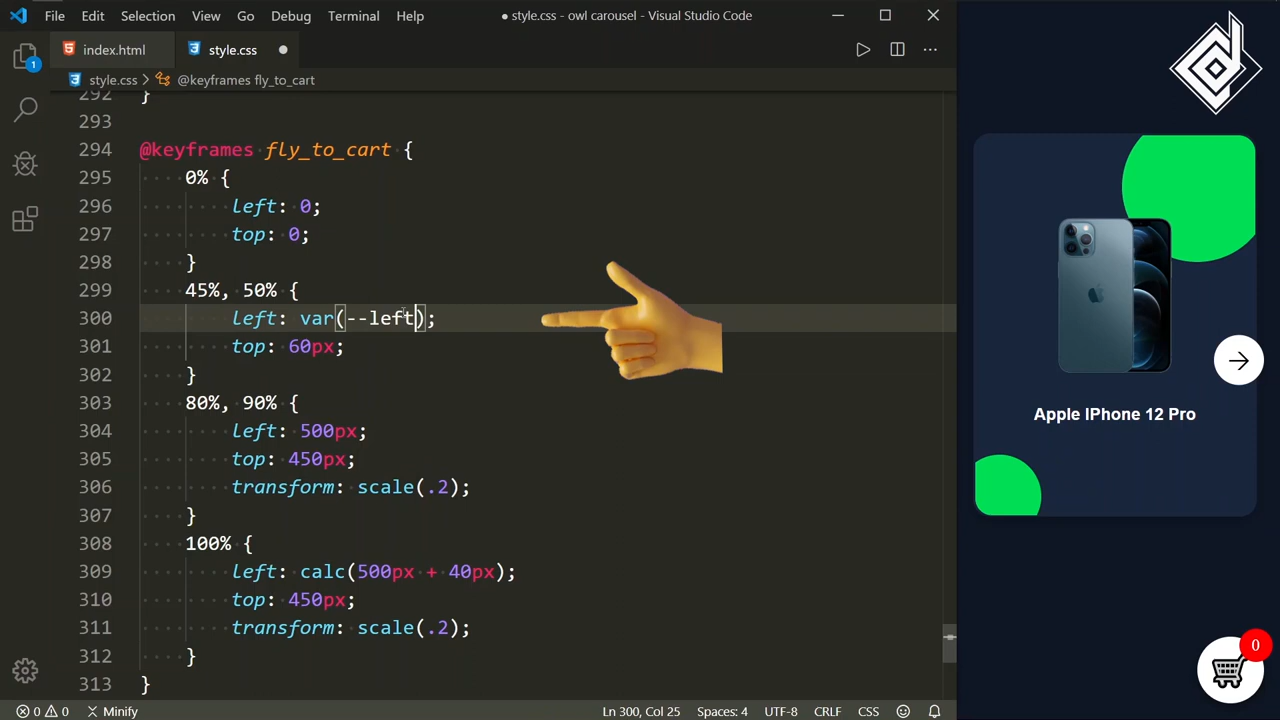 File Edit Selection View Go Debug Terminal Help
● style.css - owl carousel - Visual Studio Code
index.html style.css
style.css > @keyframes fly_to_cart
292 }
293
294 @keyframes fly_to_cart {
295 0% {
296 left: 0;
297 top: 0;
298 }
299 45%, 50% {
300 left: var(--left);
301 top: 60px;
302 }
303 80%, 90% {
304 left: 500px;
305 top: 450px;
306 transform: scale(.2);
307 }
308 100% {
309 left: calc(500px + 40px);
310 top: 450px;
311 transform: scale(.2);
312 }
313 }
1
Apple IPhone 12 Pro
0
0 0 Minify
Ln 300, Col 25 Spaces: 4 UTF-8 CRLF CSS